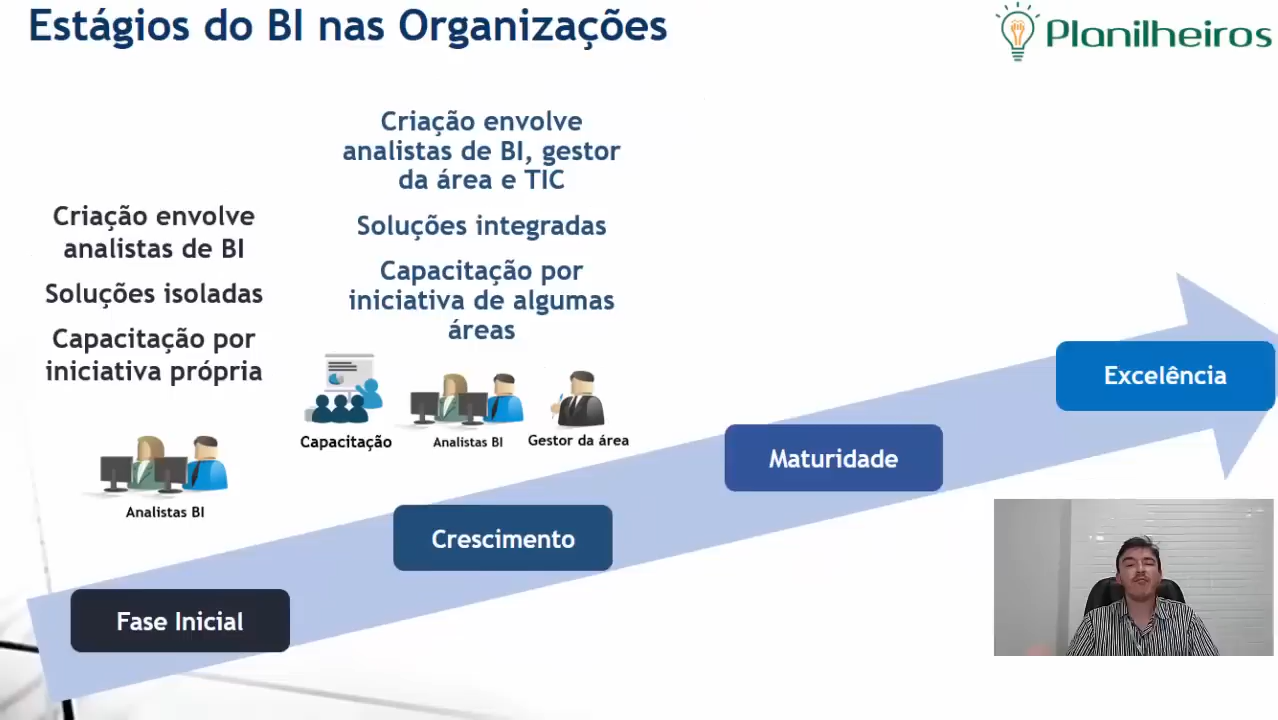 Estágios do BI nas Organizações
Planilheiros
Criação envolve
analistas de BI
Soluções isoladas
Capacitação por
iniciativa própria
Analistas BI
Criação envolve
analistas de BI, gestor
da área e TIC
Soluções integradas
Capacitação por
iniciativa de algumas
áreas
Capacitação
Analistas BI
Gestor da área
Fase Inicial
Crescimento
Maturidade
Excelência